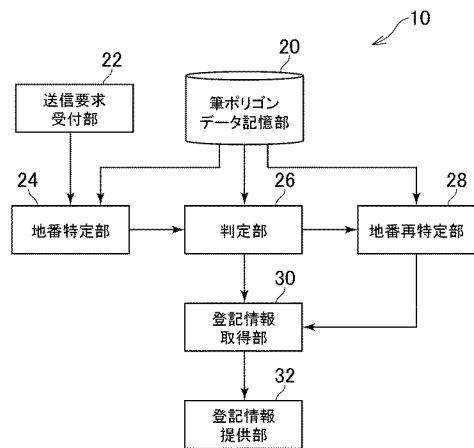 10
20
22
送信要求
受付部
筆ポリゴン
データ記憶部
24
26
28
地番特定部
判定部
地番再特定部
30
登記情報
取得部
32
登記情報
提供部